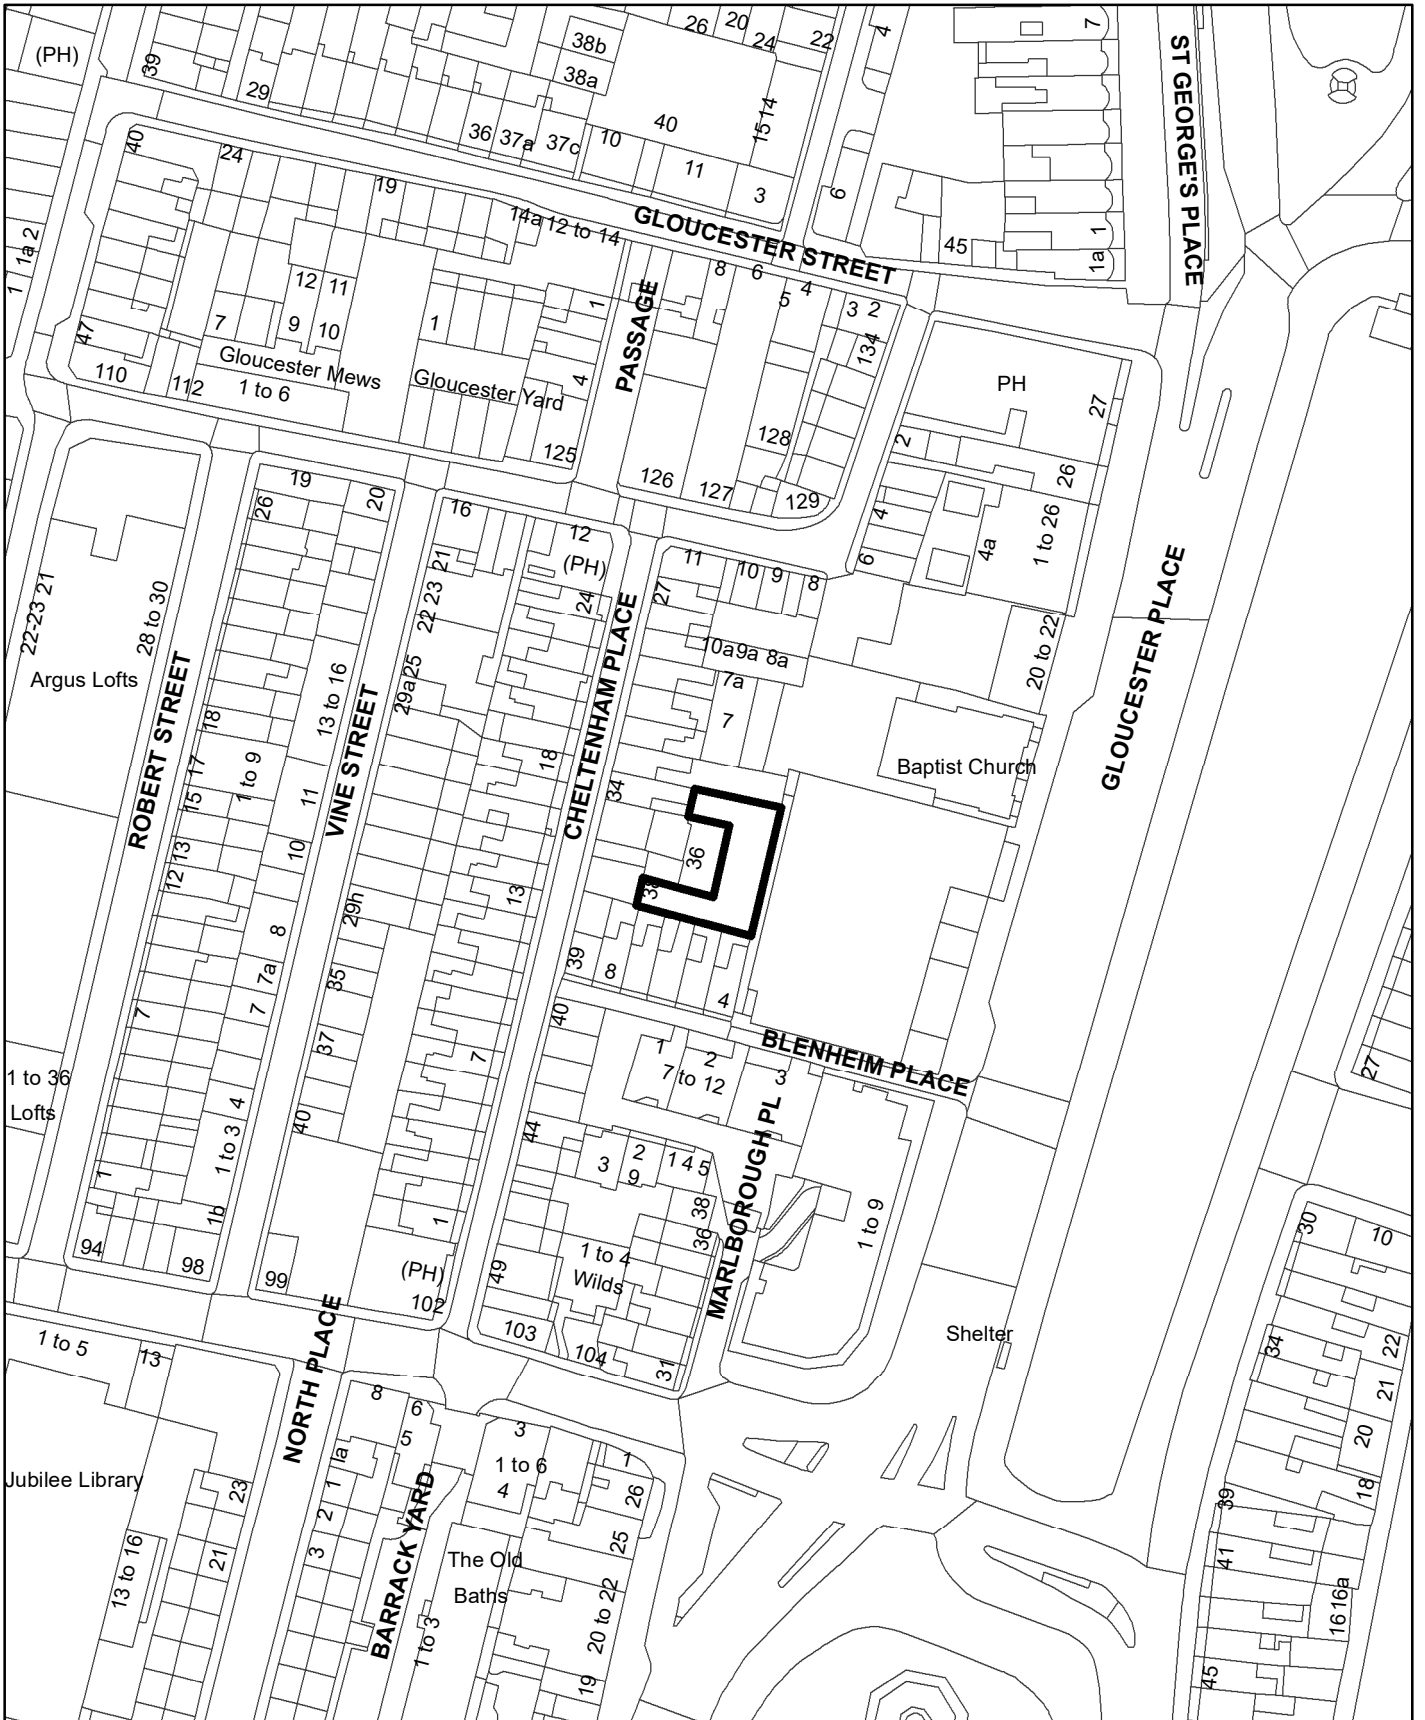 (PH)
39
29
38b
38a
26
20
24
22
4
7
ST GEORGE'S PLACE
36
37a
37c
10
40
15 14
11
3
6
40
24
19
14a 12 to 14
GLOUCESTER STREET
45
1
1a
1
1a 2
12
11
7
9
10
1
1
4
PASSAGE
8
6
5
4
3
2
134
47
110
112
Gloucester Mews
1 to 6
Gloucester Yard
125
126
127
128
129
PH
27
2
26
19
20
26
16
21
12
(PH)
24
11
10
9
8
27
4
6
4a
1 to 26
22-23 21
28 to 30
22 23
Argus Lofts
ROBERT STREET
18
13 to 16
VINE STREET
29a 25
CHELTENHAM PLACE
10a 9a 8a
7a
7
20 to 22
GLOUCESTER PLACE
Baptist Church
17
15
13
12
1 to 9
11
10
18
34
36
38
13
29h
8
7a
7
35
39
8
4
7
37
40
7
BLENHEIM PLACE
1
2
7 to 12
3
27
1 to 36
Lofts
4
1 to 3
40
44
3
2
9
1 4 5
38
36
MARLBOROUGH PL
1 to 9
1
1b
94
98
99
1
(PH)
102
49
1 to 4
Wilds
103
104
31
Shelter
30
10
34
22
21
20
18
1 to 5
13
NORTH PLACE
8
6
5
3
1 to 6
4
1
26
25
Jubilee Library
23
21
13 to 16
1a
1
2
3
BARRACK YARD
The Old
Baths
1 to 3
20 to 22
19
39
41
16 16a
45